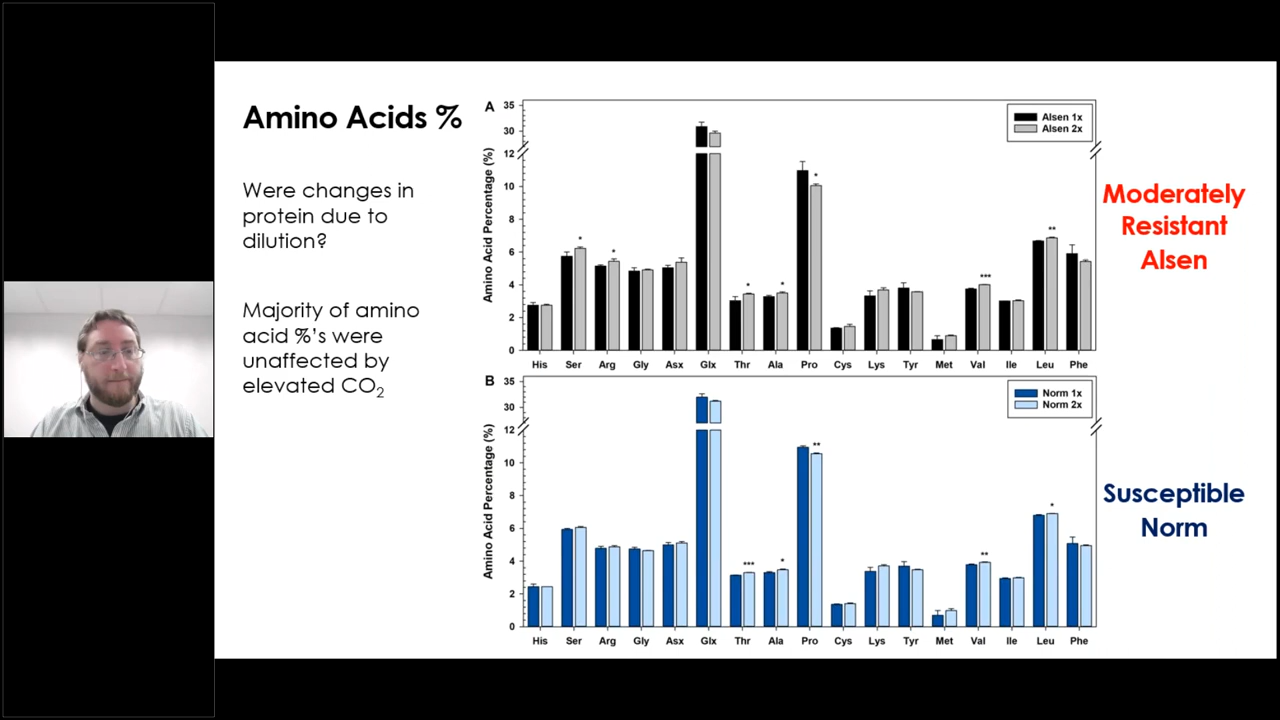 Amino Acids %
Were changes in
protein due to
dilution?
Majority of amino
acid %'s were
unaffected by
elevated CO₂
A
Amino Acid Percentage (%)
35
30
12
10
8
6
4
2
0
Alsen 1x
Alsen 2x
* * * * * *** **
His Ser Arg Gly Asx Glx Thr Ala Pro Cys Lys Tyr Met Val Ile Leu Phe
Moderately
Resistant
Alsen
B
Amino Acid Percentage (%)
35
30
12
10
8
6
4
2
0
Norm 1x
Norm 2x
*** * ** ** *
His Ser Arg Gly Asx Glx Thr Ala Pro Cys Lys Tyr Met Val Ile Leu Phe
Susceptible
Norm